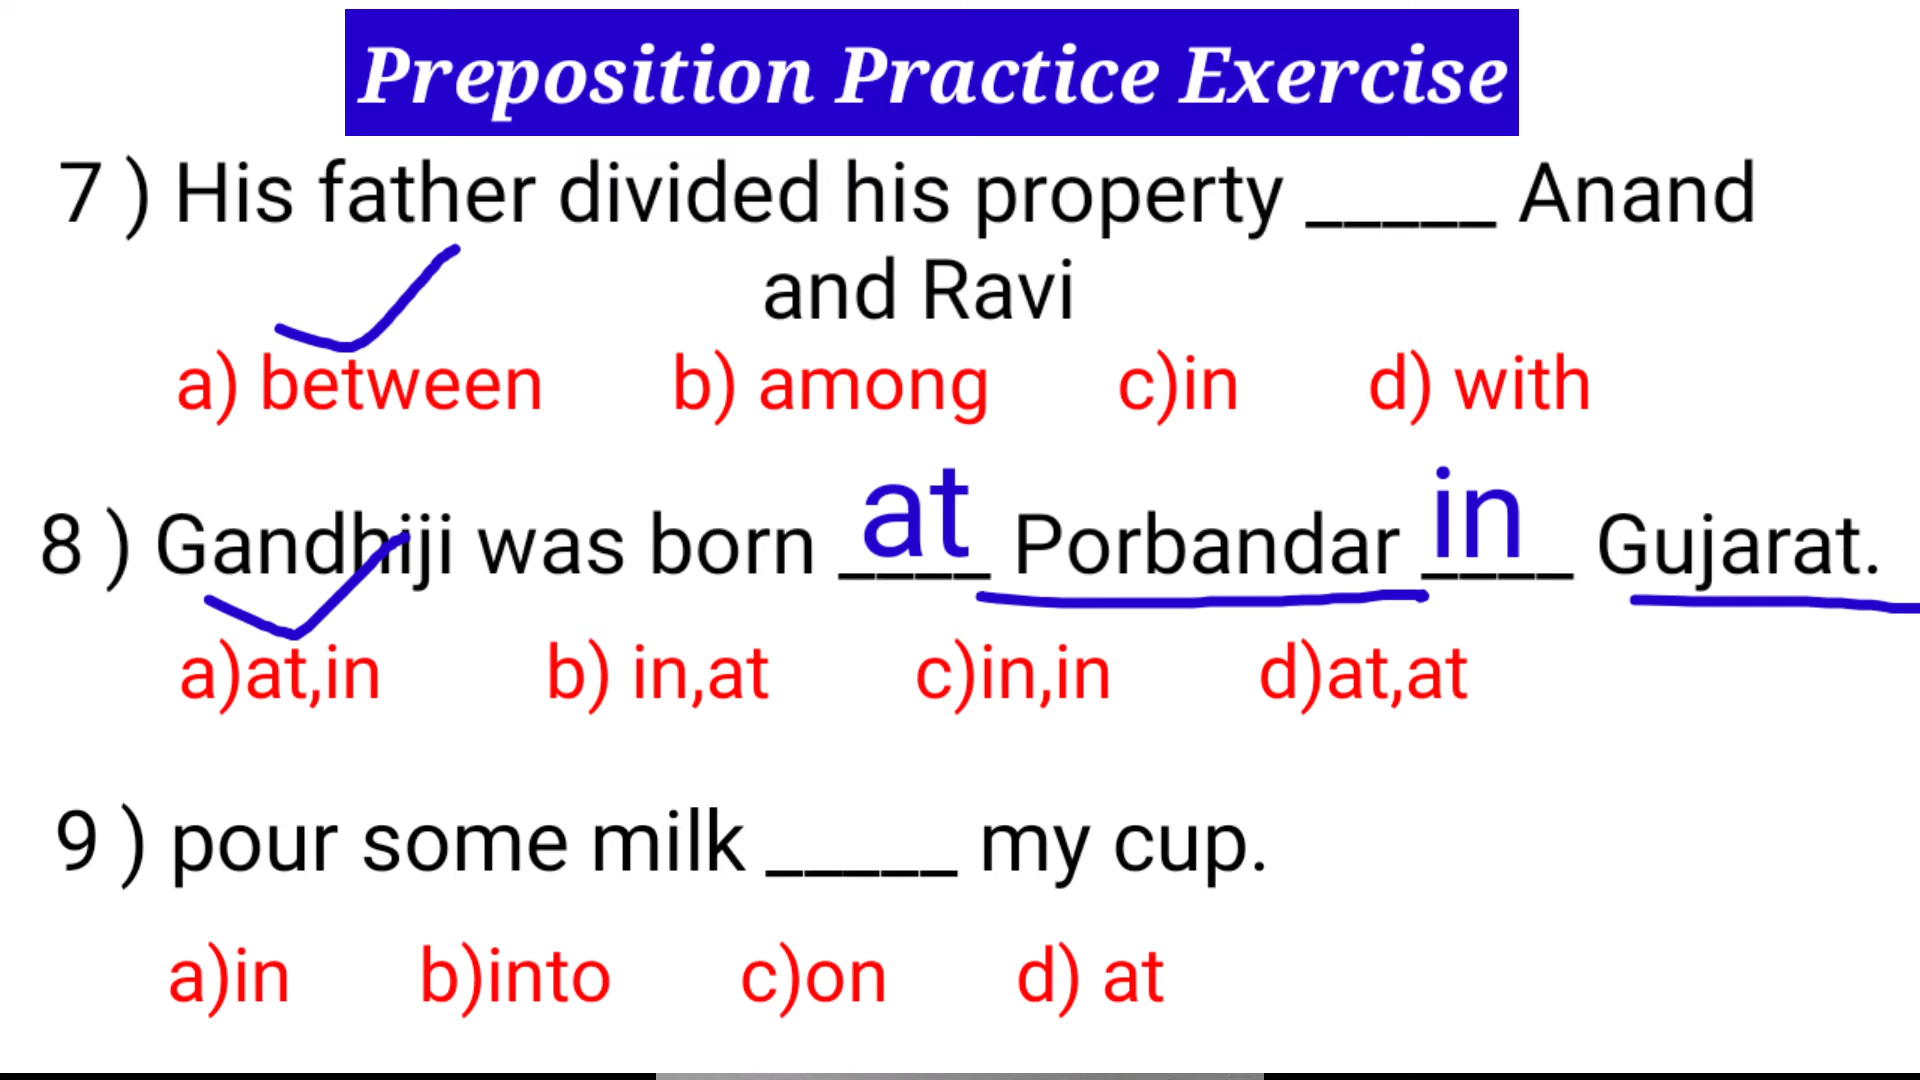 Preposition Practice Exercise
7 ) His father divided his property _____ Anand
and Ravi
a) between b) among c)in d) with
8 ) Gandhiji was born __at__ Porbandar __in__ Gujarat.
a)at,in b) in,at c)in,in d)at,at
9 ) pour some milk _____ my cup.
a)in b)into c)on d) at